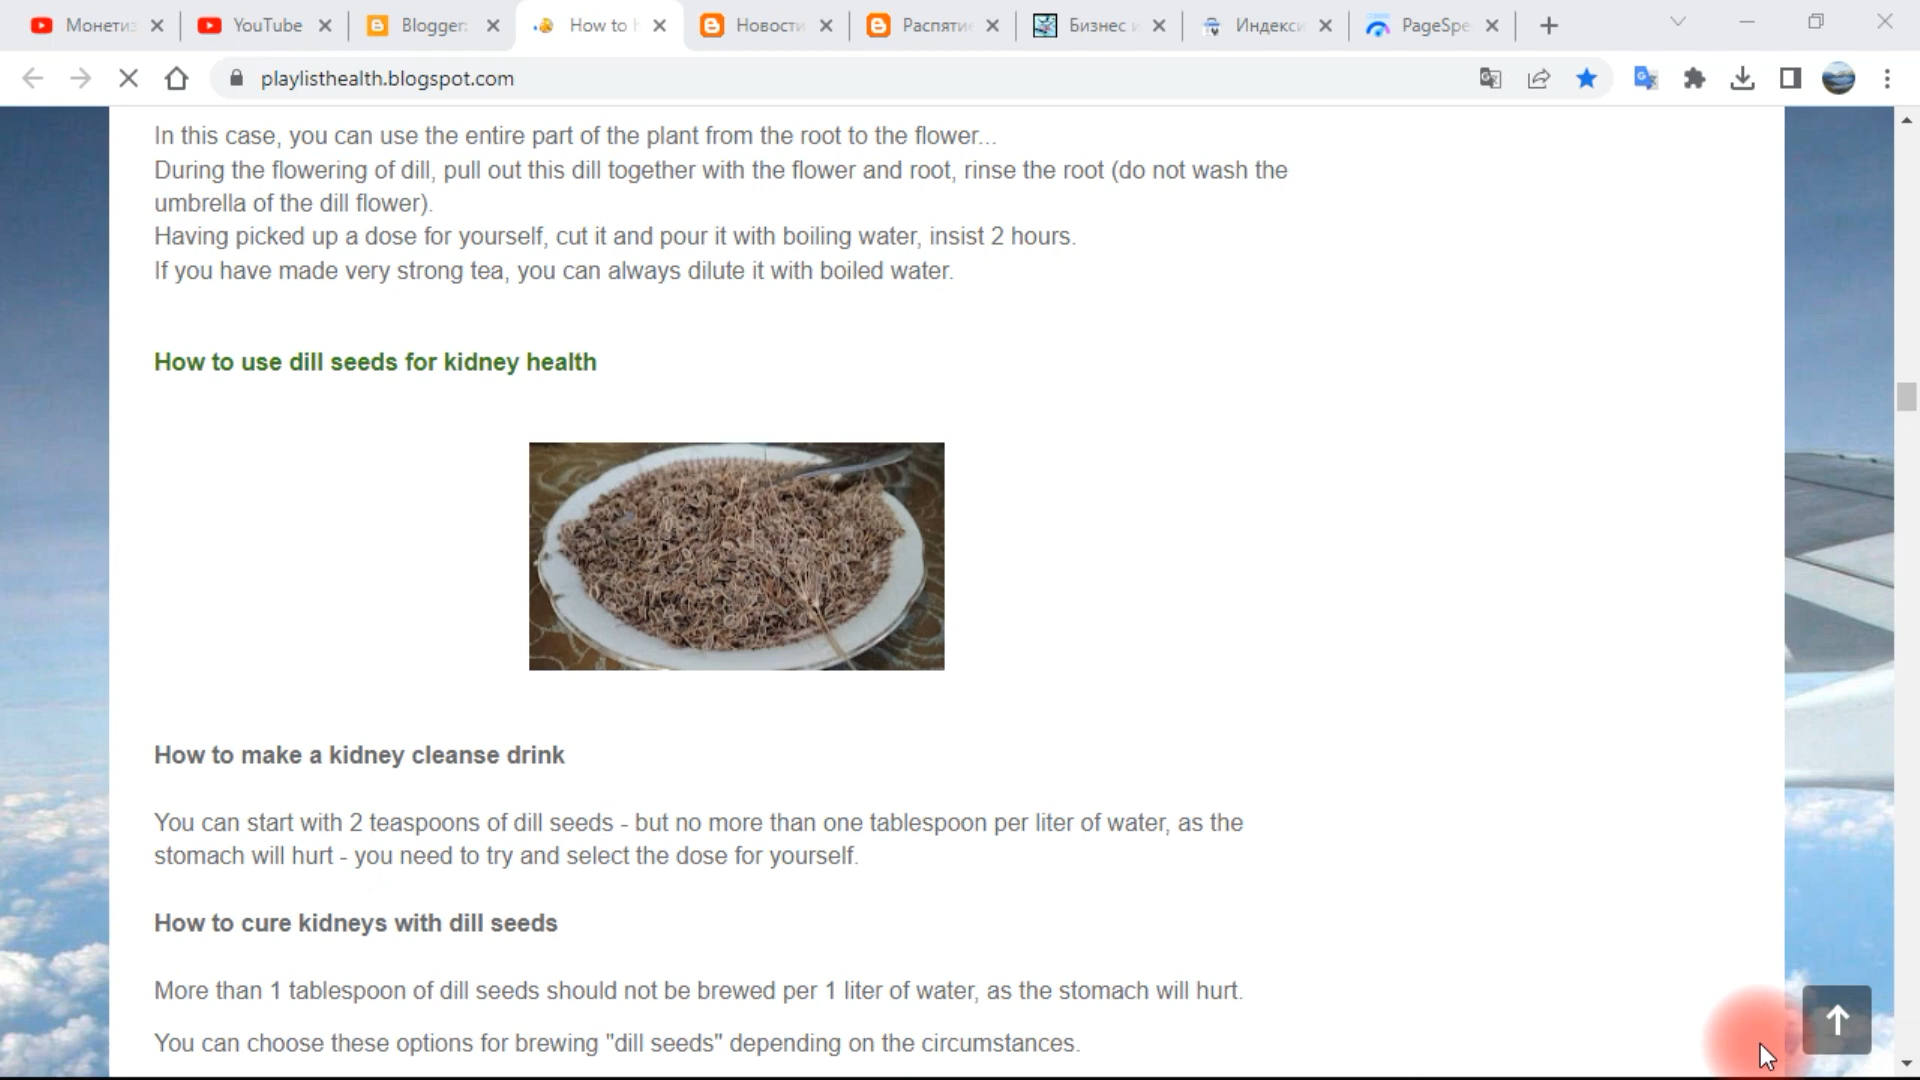 Монетиз
YouTube
Blogger:
How to h
Новости
Распятие
Бизнес и
Индекси
PageSpe
playlisthealth.blogspot.com
In this case, you can use the entire part of the plant from the root to the flower...
During the flowering of dill, pull out this dill together with the flower and root, rinse the root (do not wash the
umbrella of the dill flower).
Having picked up a dose for yourself, cut it and pour it with boiling water, insist 2 hours.
If you have made very strong tea, you can always dilute it with boiled water.
How to use dill seeds for kidney health
How to make a kidney cleanse drink
You can start with 2 teaspoons of dill seeds - but no more than one tablespoon per liter of water, as the
stomach will hurt - you need to try and select the dose for yourself.
How to cure kidneys with dill seeds
More than 1 tablespoon of dill seeds should not be brewed per 1 liter of water, as the stomach will hurt.
You can choose these options for brewing "dill seeds" depending on the circumstances.